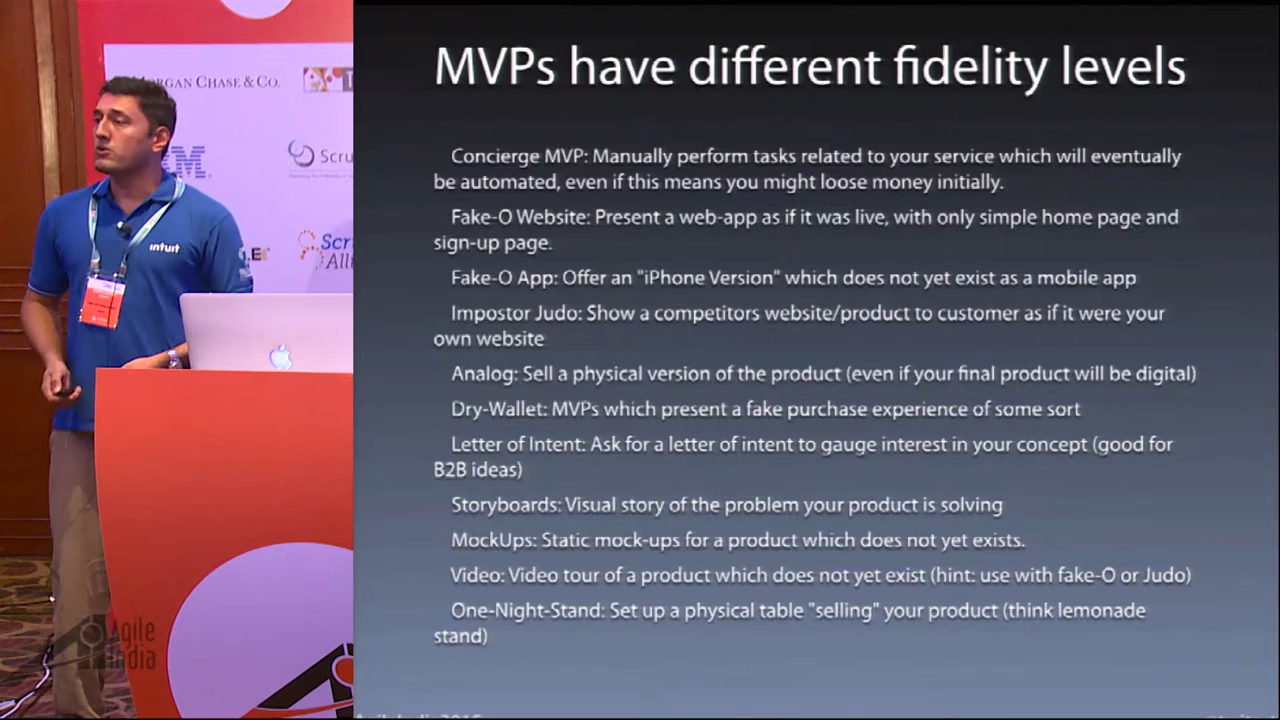 MVPs have different fidelity levels
Concierge MVP: Manually perform tasks related to your service which will eventually
be automated, even if this means you might loose money initially.
Fake-O Website: Present a web-app as if it was live, with only simple home page and
sign-up page.
Fake-O App: Offer an "iPhone Version" which does not yet exist as a mobile app
Impostor Judo: Show a competitors website/product to customer as if it were your
own website
Analog: Sell a physical version of the product (even if your final product will be digital)
Dry-Wallet: MVPs which present a fake purchase experience of some sort
Letter of Intent: Ask for a letter of intent to gauge interest in your concept (good for
B2B ideas)
Storyboards: Visual story of the problem your product is solving
MockUps: Static mock-ups for a product which does not yet exists.
Video: Video tour of a product which does not yet exist (hint: use with fake-O or Judo)
One-Night-Stand: Set up a physical table "selling" your product (think lemonade
stand)
ORGAN CHASE & CO.
Scru
Scr
Alli
intuit
Agile
India